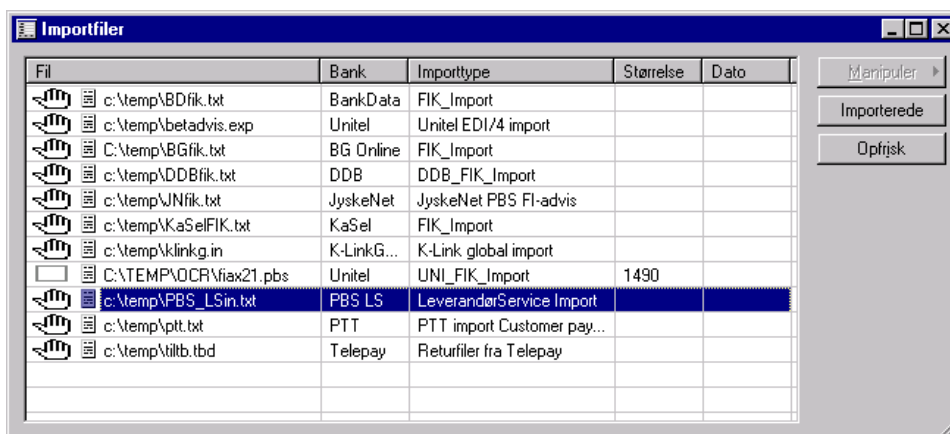 Importfiler
Fil Bank Importtype Størrelse Dato
c:\temp\BDfik.txt BankData FIK_Import
c:\temp\betadvis.exp Unitel Unitel EDI/4 import
C:\temp\BGfik.txt BG Online FIK_Import
c:\temp\DDBfik.txt DDB DDB_FIK_Import
c:\temp\JNfik.txt JyskeNet JyskeNet PBS FI-advis
c:\temp\KaSelFIK.txt KaSel FIK_Import
c:\temp\klinkg.in K-LinkG... K-Link global import
C:\TEMP\OCR\fiax21.pbs Unitel UNI_FIK_Import 1490
c:\temp\PBS_LSin.txt PBS LS LeverandørService Import
c:\temp\ptt.txt PTT PTT import Customer pay...
c:\temp\tiltb.tbd Telepay Returfiler fra Telepay
Manipuler
Importerede
Opfrisk